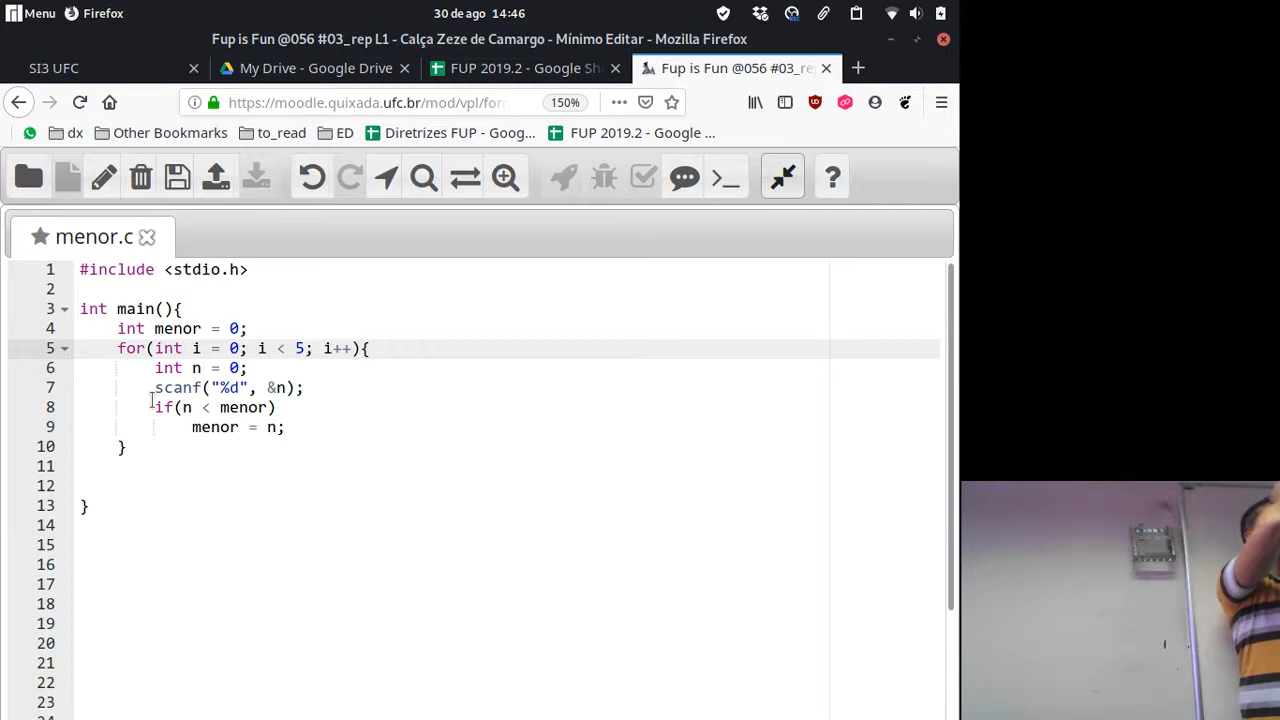 Menu Firefox 30 de ago 14:46
Fup is Fun @056 #03_rep L1 - Calça Zeze de Camargo - Mínimo Editar - Mozilla Firefox
SI3 UFC My Drive - Google Drive FUP 2019.2 - Google She Fup is Fun @056 #03_re
https://moodle.quixada.ufc.br/mod/vpl/for 150%
dx Other Bookmarks to_read ED Diretrizes FUP - Goog... FUP 2019.2 - Google ...
menor.c
1 #include <stdio.h>
2
3 int main(){
4 int menor = 0;
5 for(int i = 0; i < 5; i++){
6 int n = 0;
7 scanf("%d", &n);
8 if(n < menor)
9 menor = n;
10 }
11
12
13 }
14
15
16
17
18
19
20
21
22
23